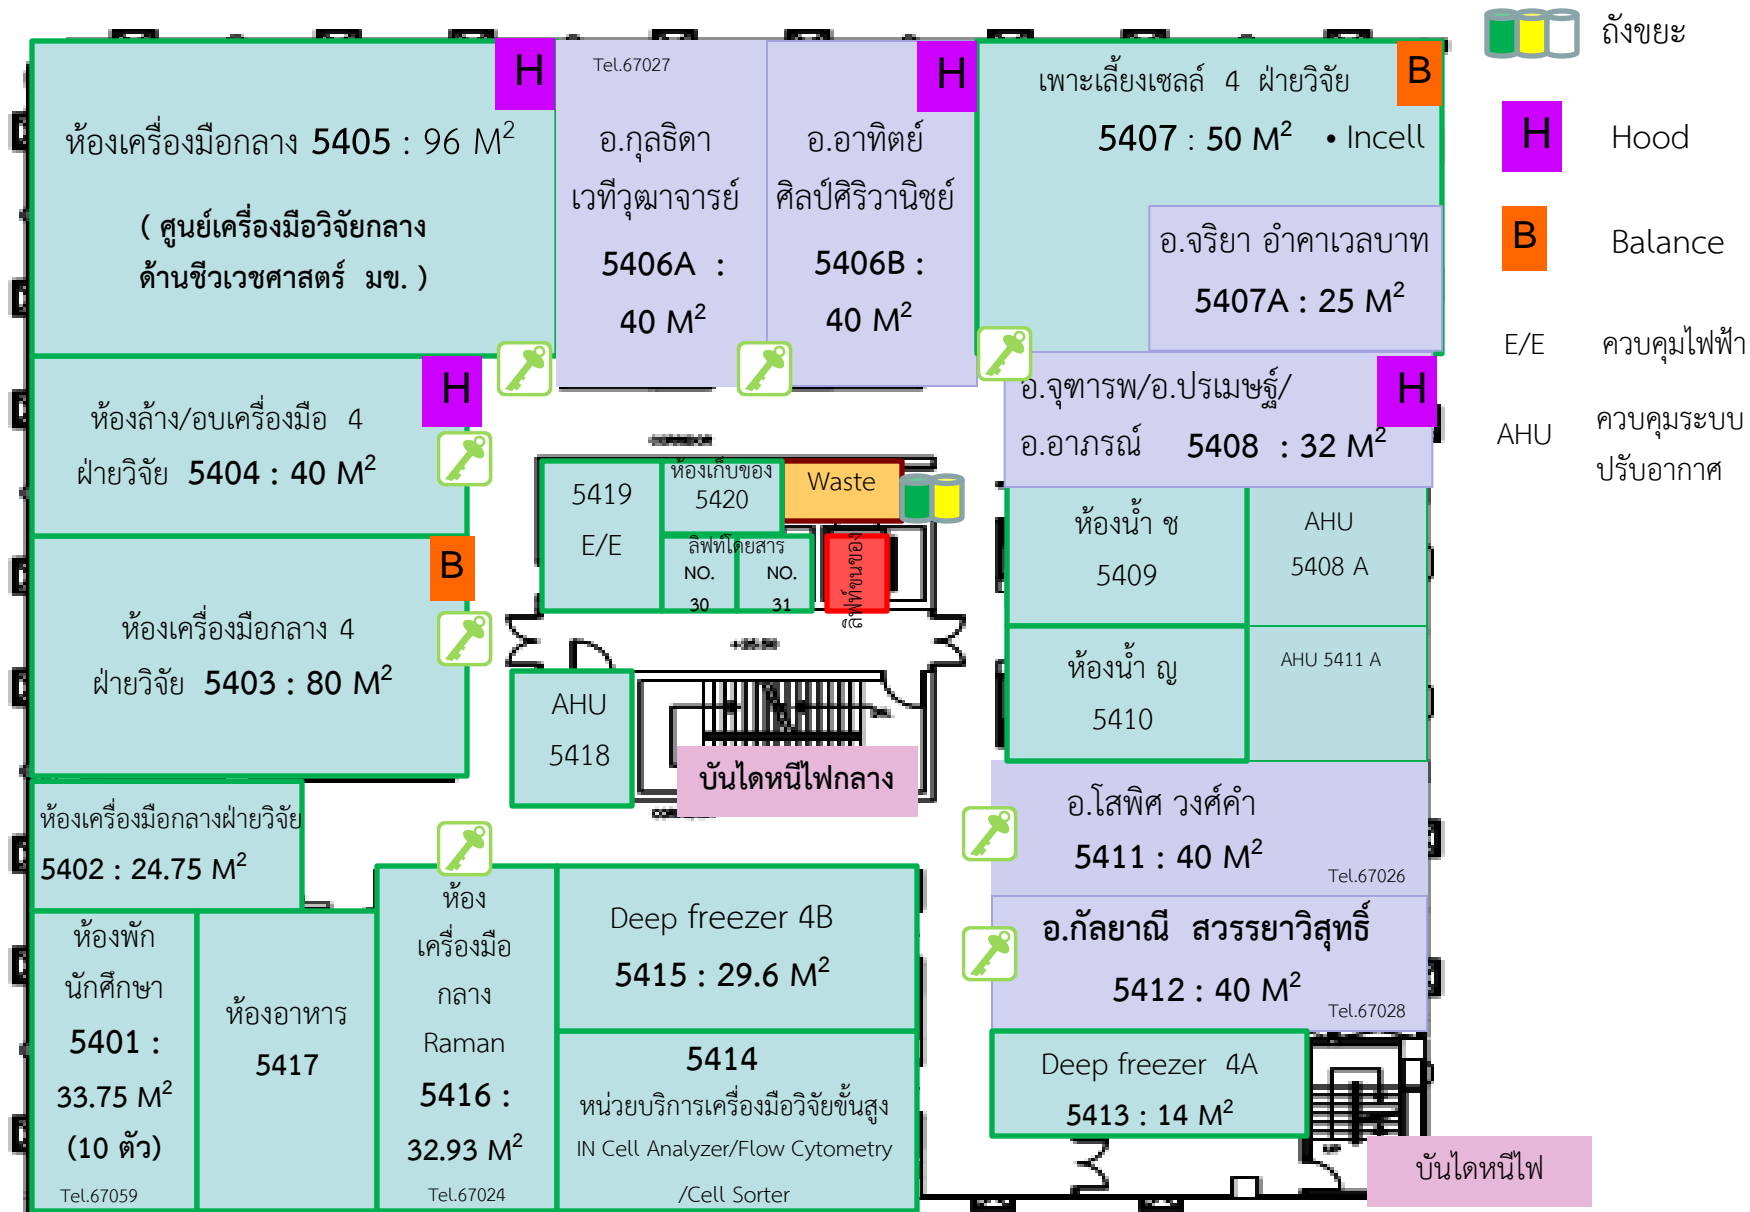 H
ห้องเครื่องมือกลาง 5405 : 96 M²
( ศูนย์เครื่องมือวิจัยกลาง
ด้านชีวเวชศาสตร์ มข. )
Tel.67027
อ.กุลธิดา
เวทีวุฒาจารย์
5406A :
40 M²
H
อ.อาทิตย์
ศิลป์ศิริวานิชย์
5406B :
40 M²
B
เพาะเลี้ยงเซลล์ 4 ฝ่ายวิจัย
5407 : 50 M² • Incell
อ.จริยา อำคาเวลบาท
5407A : 25 M²
ถังขยะ
H Hood
B Balance
E/E ควบคุมไฟฟ้า
AHU ควบคุมระบบ
ปรับอากาศ
H
ห้องล้าง/อบเครื่องมือ 4
ฝ่ายวิจัย 5404 : 40 M²
H
อ.จุฑารพ/อ.ปรเมษฐ์/
อ.อาภรณ์ 5408 : 32 M²
CORRIDOR
5419
E/E
ห้องเก็บของ
5420
Waste
ลิฟท์โดยสาร
NO.
30
NO.
31
ลิฟท์ขนของ
ห้องน้ำ ช
5409
AHU
5408 A
B
ห้องเครื่องมือกลาง 4
ฝ่ายวิจัย 5403 : 80 M²
ห้องน้ำ ญ
5410
AHU 5411 A
AHU
5418
บันไดหนีไฟกลาง
ห้องเครื่องมือกลางฝ่ายวิจัย
5402 : 24.75 M²
อ.โสพิศ วงศ์คำ
5411 : 40 M²
Tel.67026
อ.กัลยาณี สวรรยาวิสุทธิ์
5412 : 40 M²
Tel.67028
ห้องพัก
นักศึกษา
5401 :
33.75 M²
(10 ตัว)
Tel.67059
ห้องอาหาร
5417
ห้อง
เครื่องมือ
กลาง
Raman
5416 :
32.93 M²
Tel.67024
Deep freezer 4B
5415 : 29.6 M²
5414
หน่วยบริการเครื่องมือวิจัยขั้นสูง
IN Cell Analyzer/Flow Cytometry
/Cell Sorter
Deep freezer 4A
5413 : 14 M²
บันไดหนีไฟ